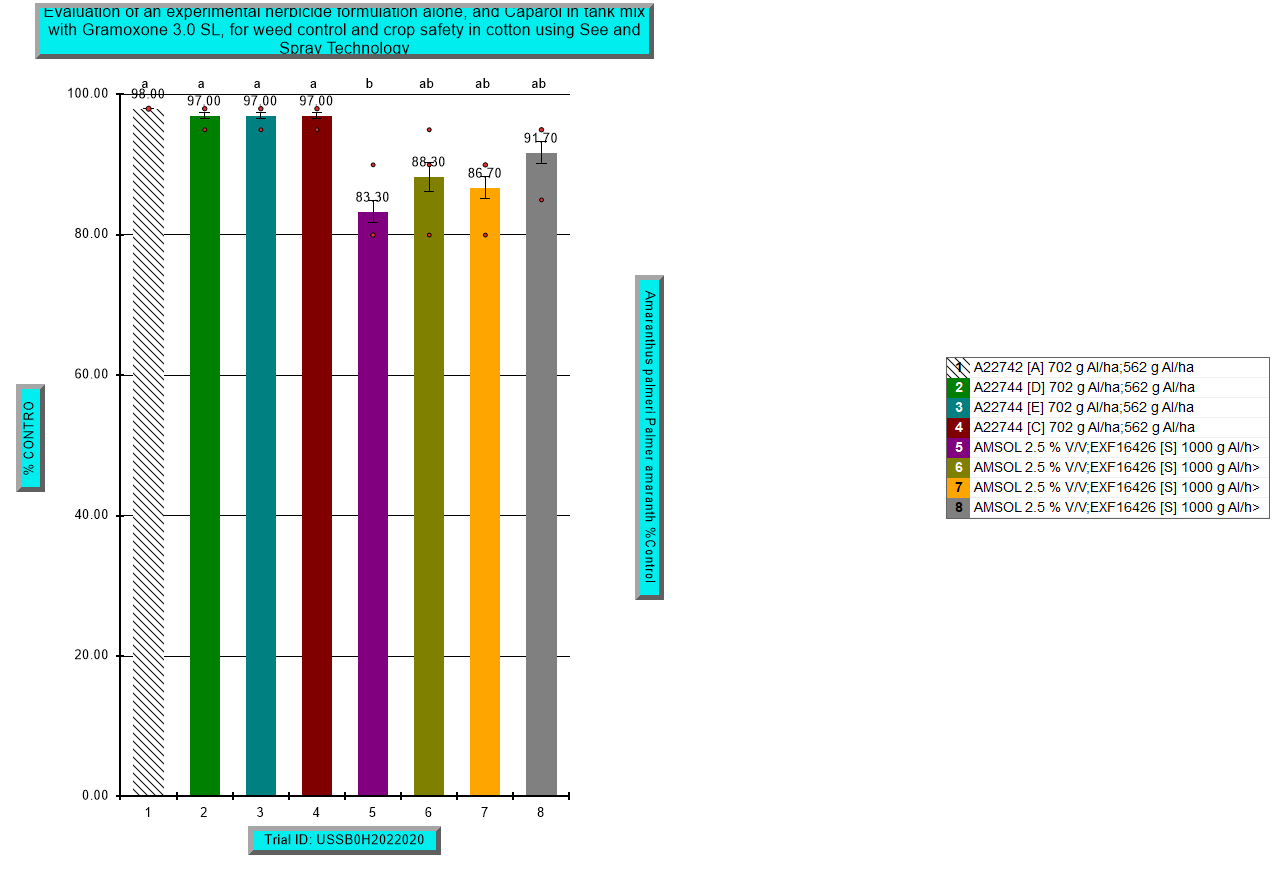 Evaluation of an experimental herbicide formulation alone, and Caparol in tank mix
with Gramoxone 3.0 SL, for weed control and crop safety in cotton using See and
Spray Technology
a a a a b ab ab ab
98.00 97.00 97.00 97.00 83.30 88.30 86.70 91.70
100.00
80.00
60.00
40.00
20.00
0.00
% CONTRO
1 2 3 4 5 6 7 8
Trial ID: USSB0H2022020
Amaranthus palmeri Palmer amaranth %Control
1 A22742 [A] 702 g AI/ha;562 g AI/ha
2 A22744 [D] 702 g AI/ha;562 g AI/ha
3 A22744 [E] 702 g AI/ha;562 g AI/ha
4 A22744 [C] 702 g AI/ha;562 g AI/ha
5 AMSOL 2.5 % V/V;EXF16426 [S] 1000 g AI/h>
6 AMSOL 2.5 % V/V;EXF16426 [S] 1000 g AI/h>
7 AMSOL 2.5 % V/V;EXF16426 [S] 1000 g AI/h>
8 AMSOL 2.5 % V/V;EXF16426 [S] 1000 g AI/h>